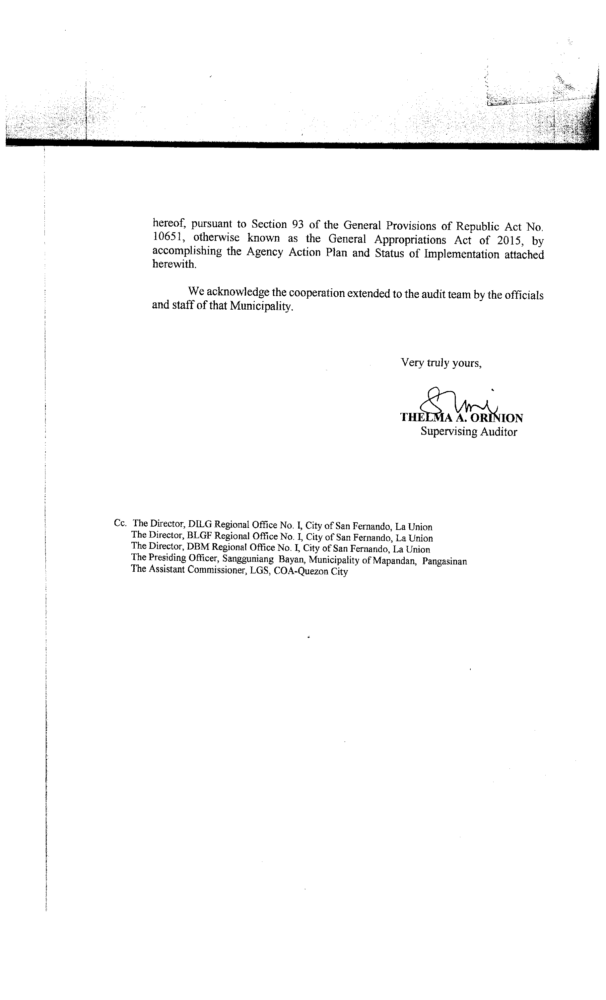 hereof, pursuant to Section 93 of the General Provisions of Republic Act No.
10651, otherwise known as the General Appropriations Act of 2015, by
accomplishing the Agency Action Plan and Status of Implementation attached
herewith.
We acknowledge the cooperation extended to the audit team by the officials
and staff of that Municipality.
Very truly yours,
THELMA A. ORINION
Supervising Auditor
Cc. The Director, DILG Regional Office No. I, City of San Fernando, La Union
The Director, BLGF Regional Office No. I, City of San Fernando, La Union
The Director, DBM Regional Office No. I, City of San Fernando, La Union
The Presiding Officer, Sangguniang Bayan, Municipality of Mapandan, Pangasinan
The Assistant Commissioner, LGS, COA-Quezon City